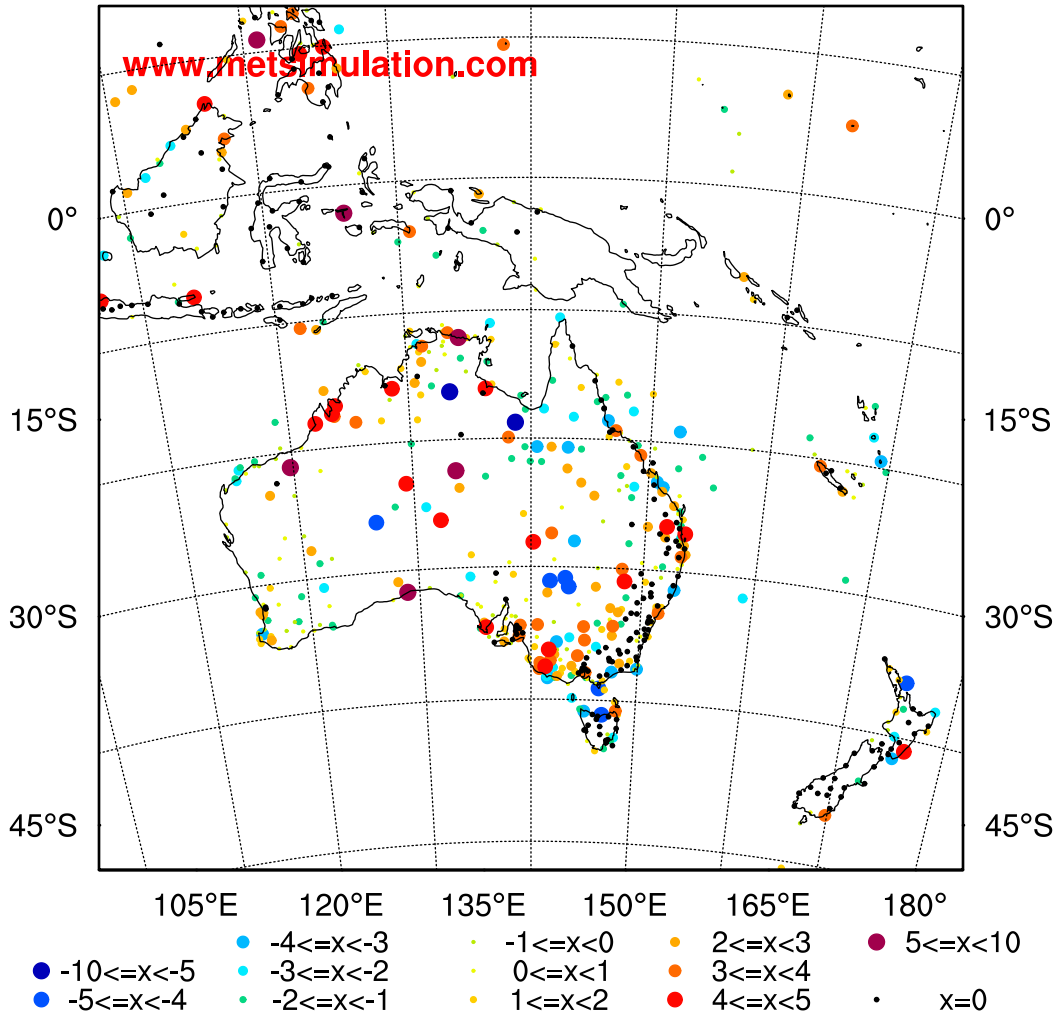 www.metsimulation.com
0° 0°
15°S 15°S
30°S 30°S
45°S 45°S
105°E 120°E 135°E 150°E 165°E 180°
-4<=x<-3 -1<=x<0 2<=x<3 5<=x<10
-10<=x<-5 -3<=x<-2 0<=x<1 3<=x<4
-5<=x<-4 -2<=x<-1 1<=x<2 4<=x<5 x=0